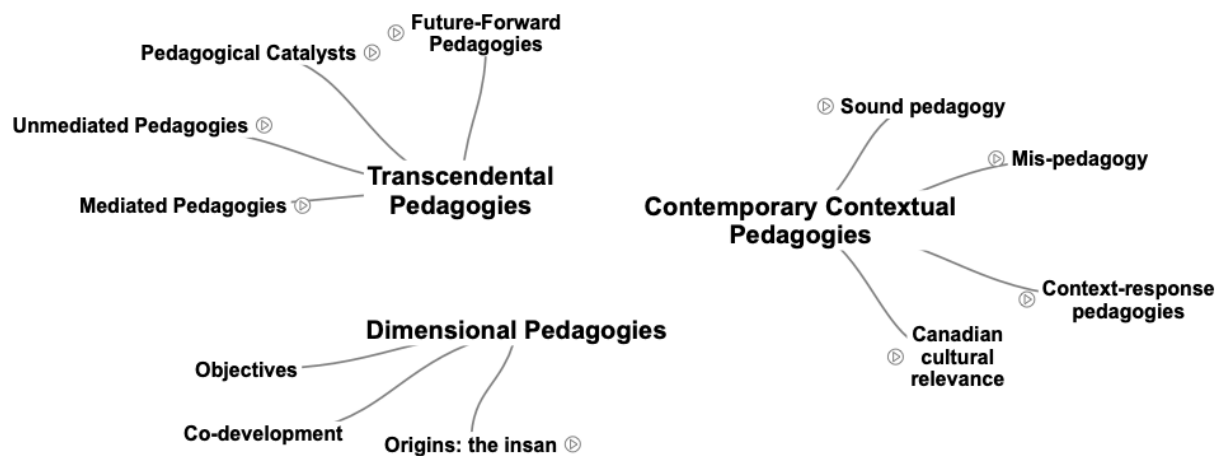 Future-Forward
Pedagogies
Pedagogical Catalysts
Unmediated Pedagogies
Mediated Pedagogies
Transcendental
Pedagogies
Sound pedagogy
Mis-pedagogy
Contemporary Contextual
Pedagogies
Context-response
pedagogies
Canadian
cultural
relevance
Dimensional Pedagogies
Objectives
Co-development
Origins: the insan